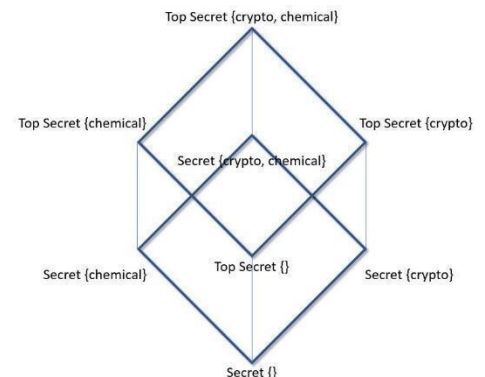 Top Secret {crypto, chemical}
Top Secret {chemical}
Top Secret {crypto}
Secret {crypto, chemical}
Top Secret {}
Secret {chemical}
Secret {crypto}
Secret {}